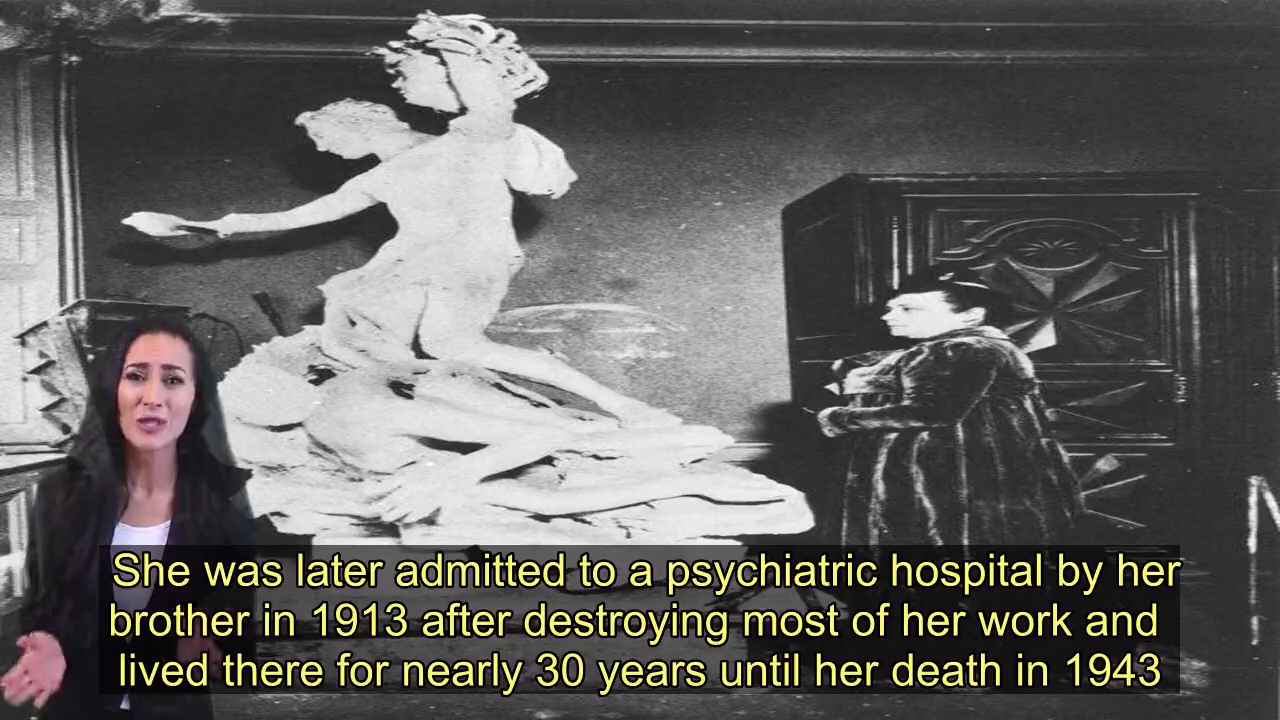 She was later admitted to a psychiatric hospital by her
brother in 1913 after destroying most of her work and
lived there for nearly 30 years until her death in 1943